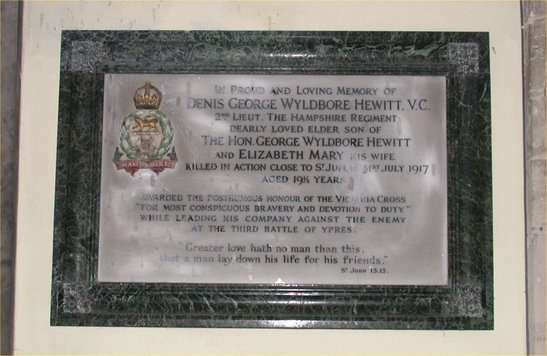 In Proud and Loving Memory of
Denis George Wyldbore Hewitt, V.C.
2nd Lieut. The Hampshire Regiment
dearly loved elder son of
The Hon. George Wyldbore Hewitt
and Elizabeth Mary his wife
killed in action close to St Julien 31st July 1917
aged 19½ years
Awarded the posthumous honour of the Victoria Cross
"for most conspicuous bravery and devotion to duty"
while leading his company against the enemy
at the Third Battle of Ypres.
"Greater love hath no man than this,
that a man lay down his life for his friends."
St John 15.13.
HAMPSHIRE